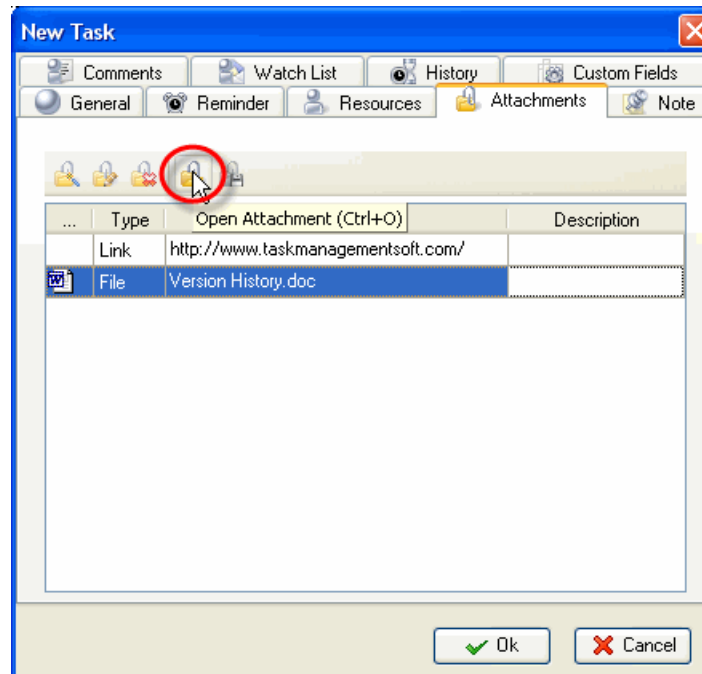 New Task
Comments Watch List History Custom Fields
General Reminder Resources Attachments Note
... Type Open Attachment (Ctrl+O) Description
Link http://www.taskmanagementsoft.com/
File Version History.doc
Ok Cancel